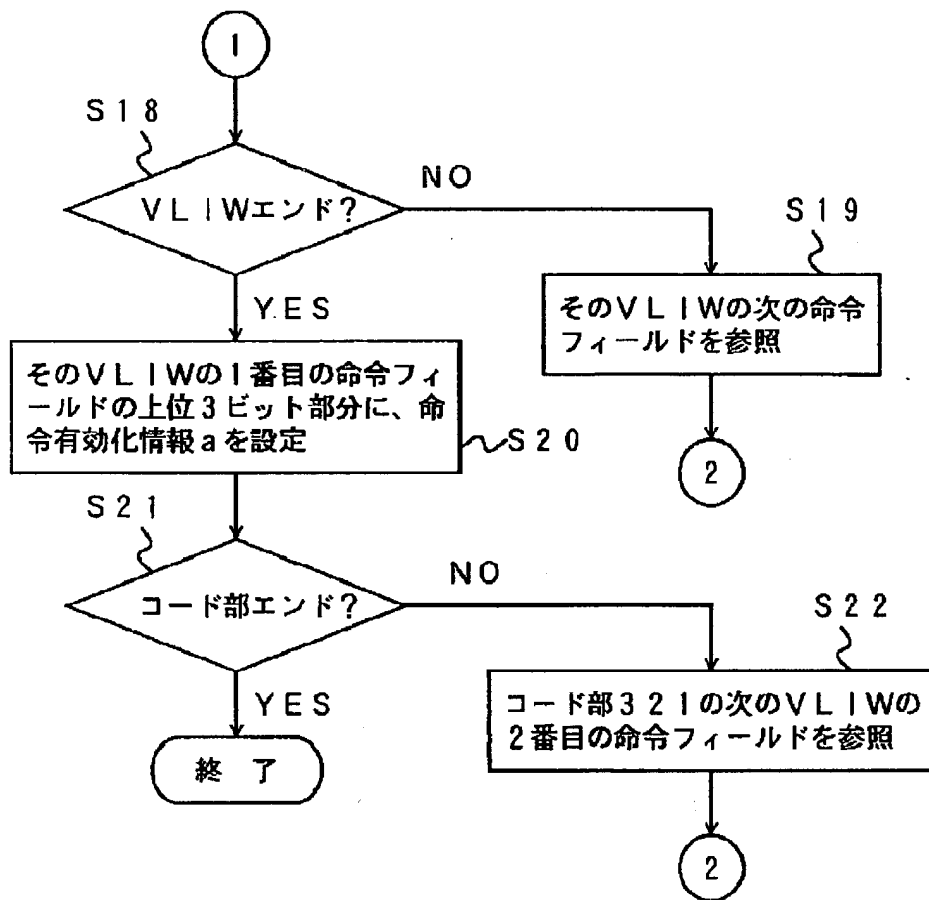 1
S18
VLIWエンド?
NO
S19
そのVLIWの次の命令
フィールドを参照
YES
2
そのVLIWの1番目の命令フィ
ールドの上位3ビット部分に、命
令有効化情報aを設定
S20
S21
コード部エンド?
NO
S22
コード部321の次のVLIWの
2番目の命令フィールドを参照
YES
終了
2